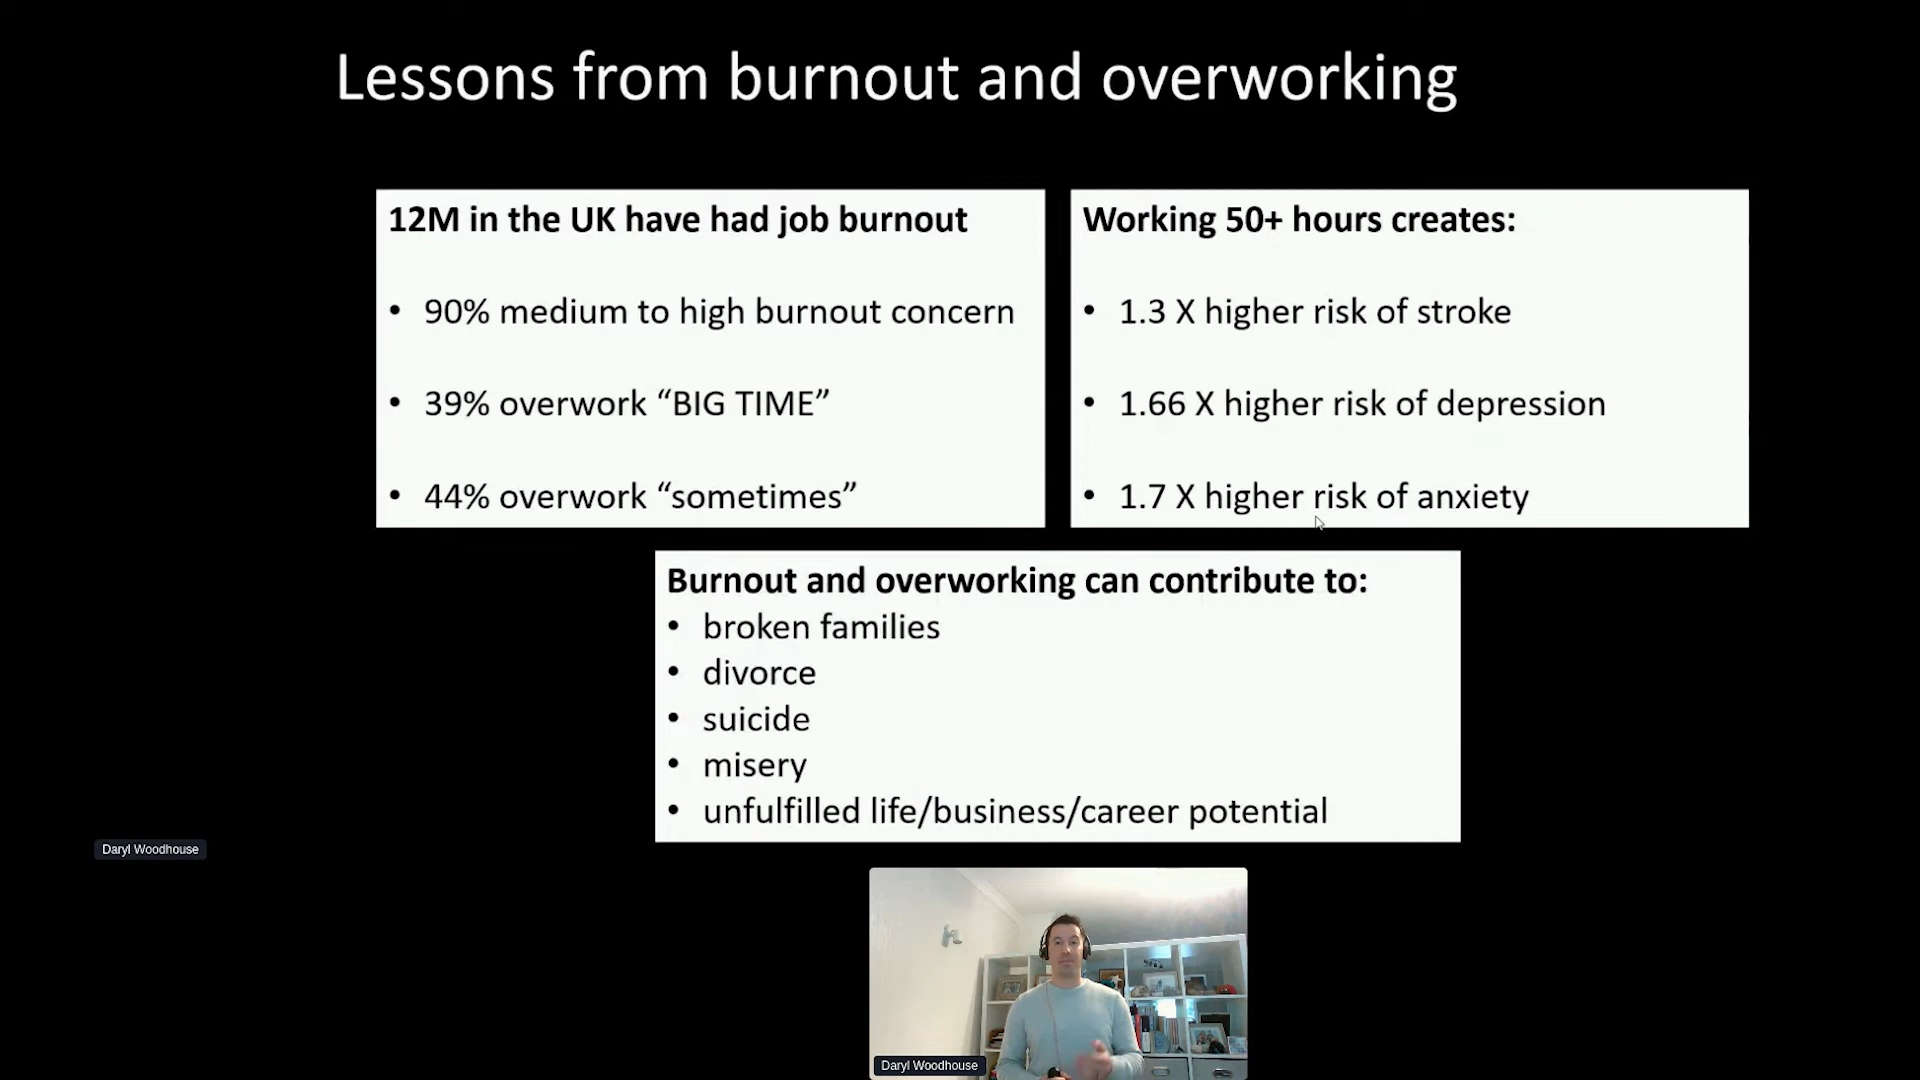 Lessons from burnout and overworking
12M in the UK have had job burnout
• 90% medium to high burnout concern
• 39% overwork “BIG TIME”
• 44% overwork “sometimes”
Working 50+ hours creates:
• 1.3 X higher risk of stroke
• 1.66 X higher risk of depression
• 1.7 X higher risk of anxiety
Burnout and overworking can contribute to:
• broken families
• divorce
• suicide
• misery
• unfulfilled life/business/career potential
Daryl Woodhouse
Daryl Woodhouse